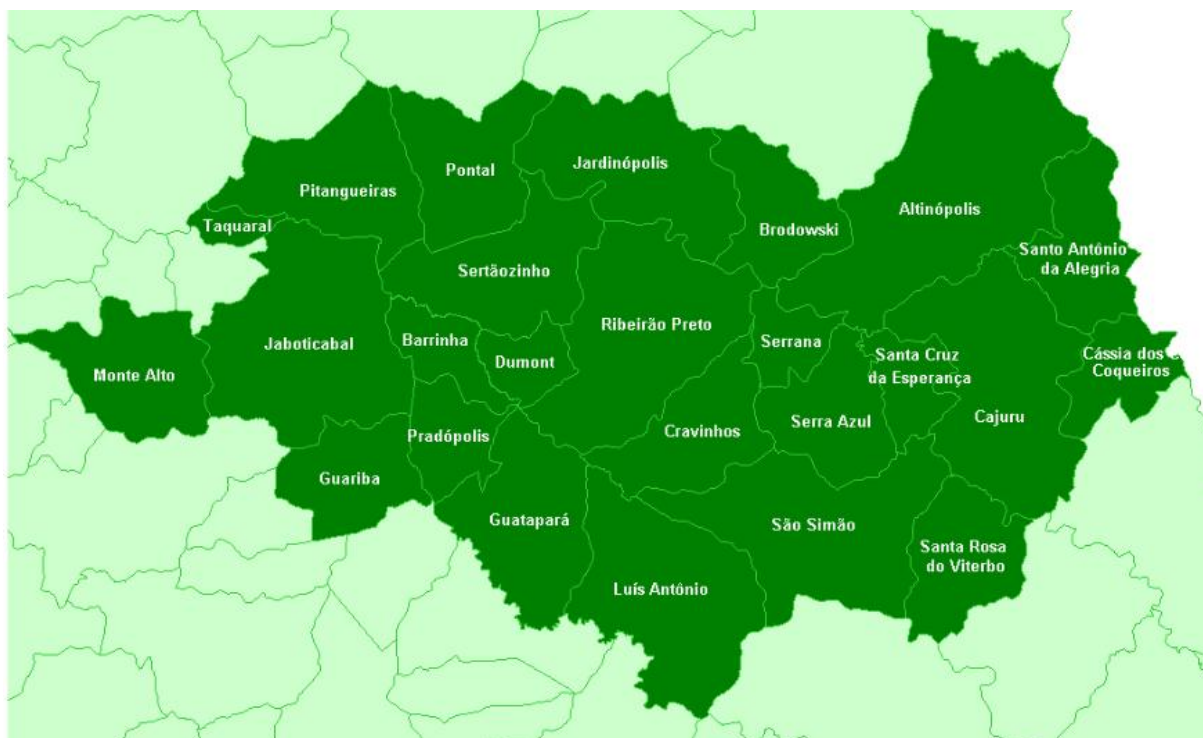 Jardinópolis
Pontal
Pitangueiras
Altinópolis
Taquaral
Brodowski
Santo Antônio
da Alegria
Sertãozinho
Ribeirão Preto
Barrinha
Serrana
Jaboticabal
Dumont
Santa Cruz
da Esperança
Cássia dos
Coqueiros
Monte Alto
Cajuru
Serra Azul
Cravinhos
Pradópolis
Guariba
Guatapará
São Simão
Santa Rosa
do Viterbo
Luís Antônio